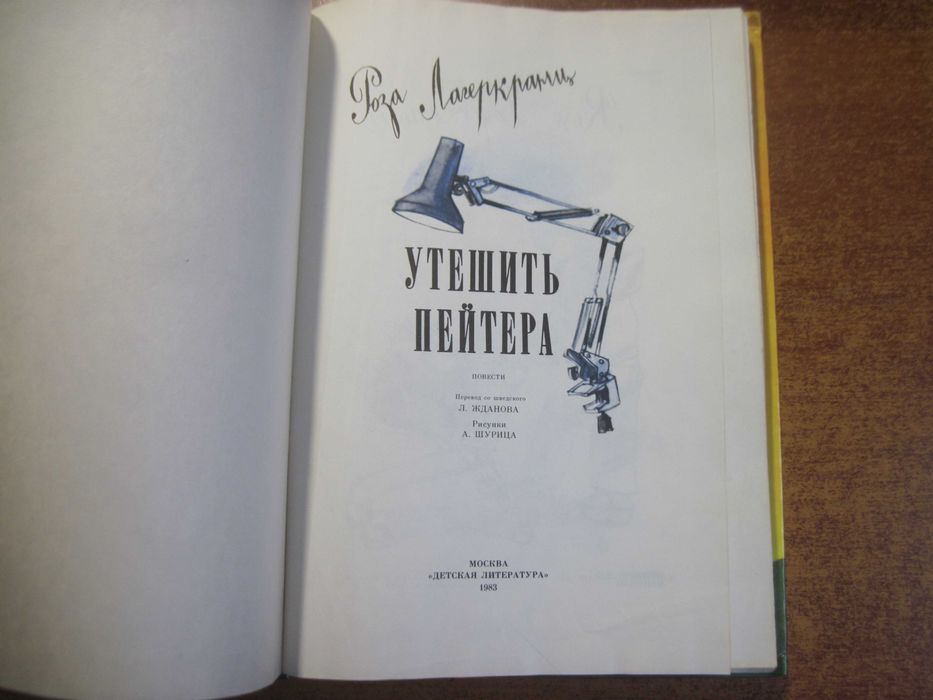 Роза Лагеркранц
УТЕШИТЬ
ПЕЙТЕРА
ПОВЕСТИ
Перевод со шведского
Л. ЖДАНОВА
Рисунки
А. ШУРИЦА
МОСКВА
«ДЕТСКАЯ ЛИТЕРАТУРА»
1983